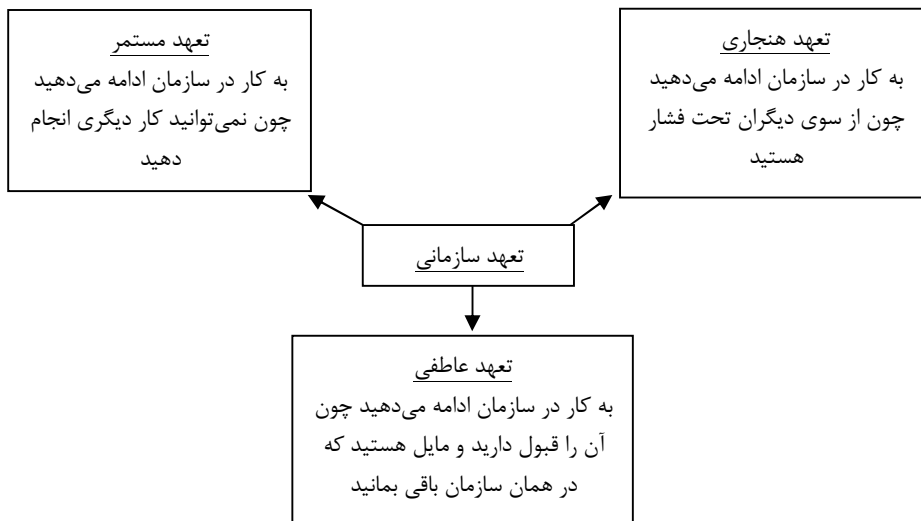 تعهد هنجاری
به کار در سازمان ادامه می‌دهید
چون از سوی دیگران تحت فشار
هستید
تعهد مستمر
به کار در سازمان ادامه می‌دهید
چون نمی‌توانید کار دیگری انجام
دهید
تعهد سازمانی
تعهد عاطفی
به کار در سازمان ادامه می‌دهید چون
آن را قبول دارید و مایل هستید که
در همان سازمان باقی بمانید